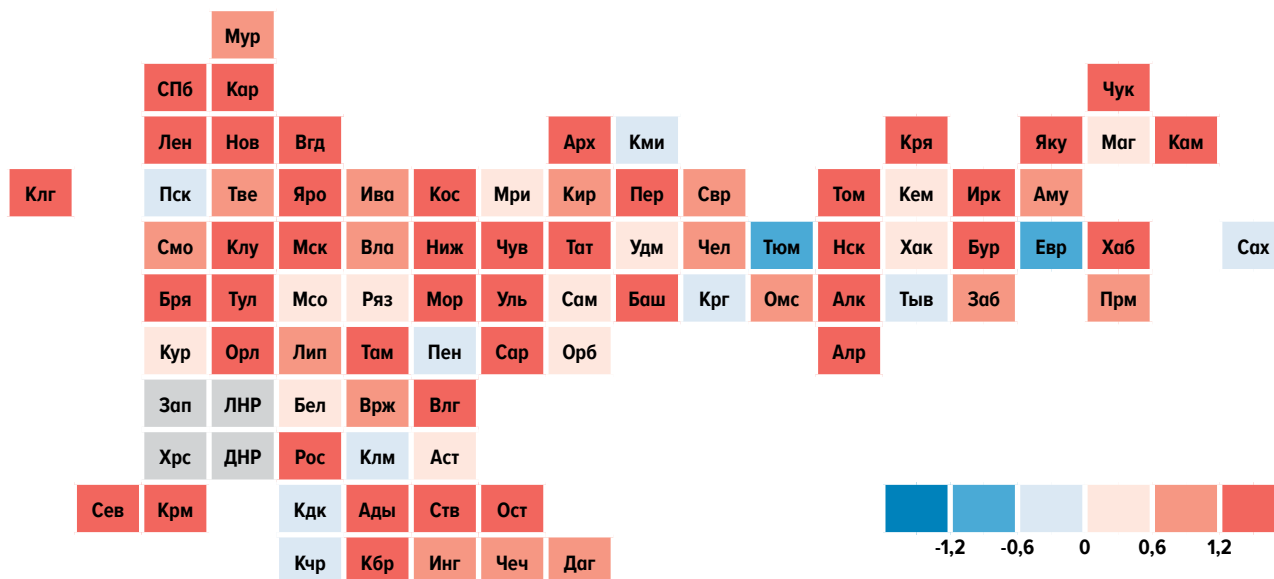 Мур
СПб Кар Чук
Лен Нов Вгд Арх Кми Кря Яку Маг Кам
Клг Пск Тве Яро Ива Кос Мри Кир Пер Свр Том Кем Ирк Аму
Смо Клу Мск Вла Ниж Чув Тат Удм Чел Тюм Нск Хак Бур Евр Хаб Сах
Бря Тул Мсо Ряз Мор Уль Сам Баш Крг Омс Алк Тыв Заб Прм
Кур Орл Лип Там Пен Сар Орб Алр
Зап ЛНР Бел Врж Влг
Хрс ДНР Рос Клм Аст
Сев Крм Кдк Ады Ств Ост
-1,2 -0,6 0 0,6 1,2
Кчр Кбр Инг Чеч Даг